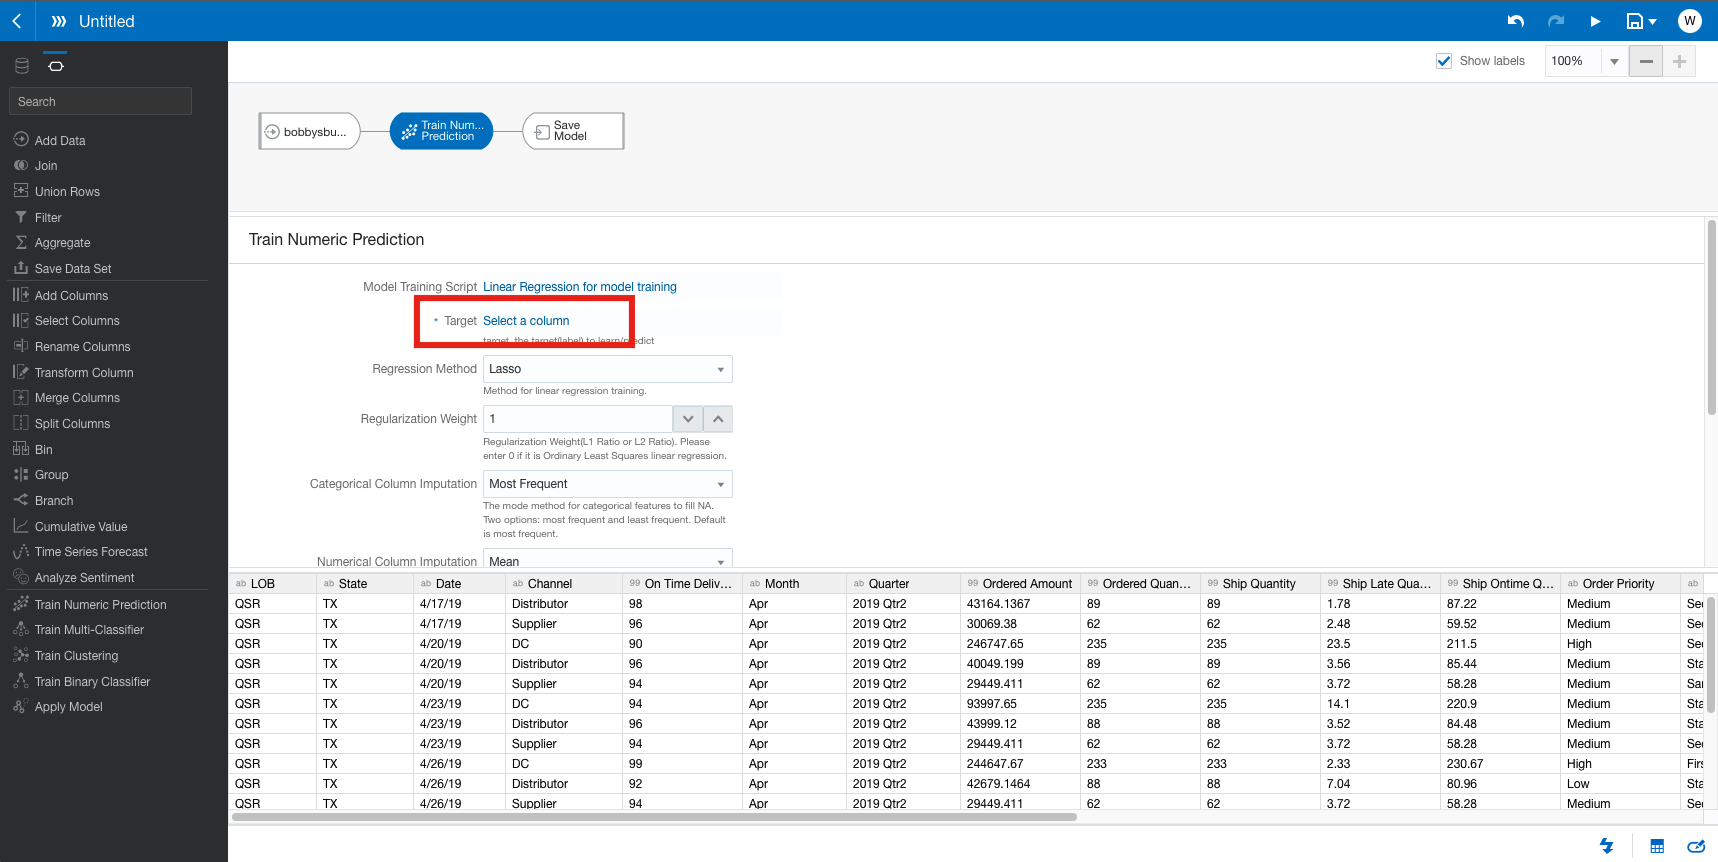 Untitled
W
Search
Add Data
Join
Union Rows
Filter
Aggregate
Save Data Set
Add Columns
Select Columns
Rename Columns
Transform Column
Merge Columns
Split Columns
Bin
Group
Branch
Cumulative Value
Time Series Forecast
Analyze Sentiment
Train Numeric Prediction
Train Multi-Classifier
Train Clustering
Train Binary Classifier
Apply Model
Show labels 100%
bobbysbu...
Train Num...
Prediction
Save
Model
Train Numeric Prediction
Model Training Script Linear Regression for model training
* Target Select a column
target, the target(label) to learn/predict
Regression Method Lasso
Method for linear regression training.
Regularization Weight 1
Regularization Weight(L1 Ratio or L2 Ratio). Please
enter 0 if it is Ordinary Least Squares linear regression.
Categorical Column Imputation Most Frequent
The mode method for categorical features to fill NA.
Two options: most frequent and least frequent. Default
is most frequent.
Numerical Column Imputation Mean
ab LOB ab State ab Date ab Channel 99 On Time Deliv... ab Month ab Quarter 99 Ordered Amount 99 Ordered Quan... 99 Ship Quantity 99 Ship Late Qua... 99 Ship Ontime Q... ab Order Priority ab
QSR TX 4/17/19 Distributor 98 Apr 2019 Qtr2 43164.1367 89 89 1.78 87.22 Medium Sec
QSR TX 4/17/19 Supplier 96 Apr 2019 Qtr2 30069.38 62 62 2.48 59.52 Medium Sec
QSR TX 4/20/19 DC 90 Apr 2019 Qtr2 246747.65 235 235 23.5 211.5 High Sec
QSR TX 4/20/19 Distributor 96 Apr 2019 Qtr2 40049.199 89 89 3.56 85.44 Medium Sta
QSR TX 4/20/19 Supplier 94 Apr 2019 Qtr2 29449.411 62 62 3.72 58.28 Medium Sar
QSR TX 4/23/19 DC 94 Apr 2019 Qtr2 93997.65 235 235 14.1 220.9 Medium Sta
QSR TX 4/23/19 Distributor 96 Apr 2019 Qtr2 43999.12 88 88 3.52 84.48 Medium Sta
QSR TX 4/23/19 Supplier 94 Apr 2019 Qtr2 29449.411 62 62 3.72 58.28 Medium Sec
QSR TX 4/26/19 DC 99 Apr 2019 Qtr2 244647.67 233 233 2.33 230.67 High Firs
QSR TX 4/26/19 Distributor 92 Apr 2019 Qtr2 42679.1464 88 88 7.04 80.96 Low Sta
QSR TX 4/26/19 Supplier 94 Apr 2019 Qtr2 29449.411 62 62 3.72 58.28 Medium Sec